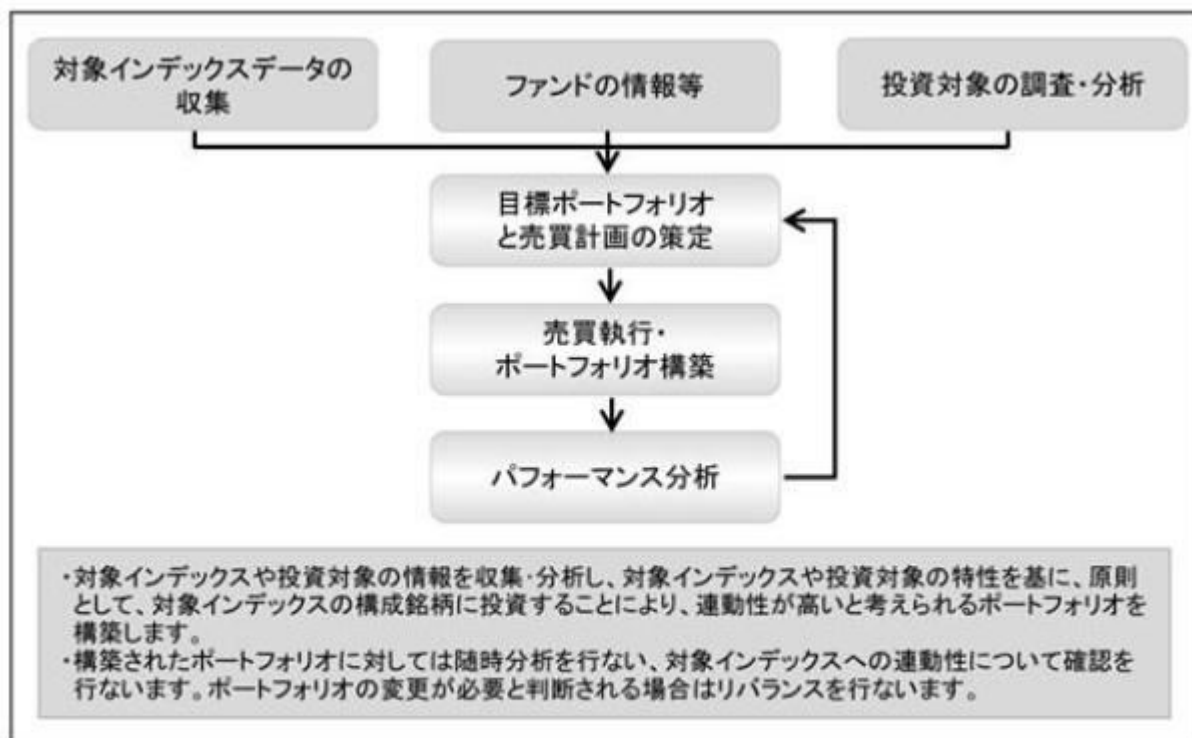 対象インデックスデータの
収集
ファンドの情報等
投資対象の調査・分析
目標ポートフォリオ
と売買計画の策定
売買執行・
ポートフォリオ構築
パフォーマンス分析
・対象インデックスや投資対象の情報を収集・分析し、対象インデックスや投資対象の特性を基に、原則
として、対象インデックスの構成銘柄に投資することにより、連動性が高いと考えられるポートフォリオを
構築します。
・構築されたポートフォリオに対しては随時分析を行ない、対象インデックスへの連動性について確認を
行ないます。ポートフォリオの変更が必要と判断される場合はリバランスを行ないます。